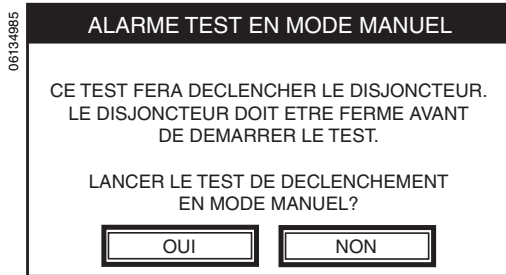 06134985
ALARME TEST EN MODE MANUEL
CE TEST FERA DECLENCHER LE DISJONCTEUR.
LE DISJONCTEUR DOIT ETRE FERME AVANT
DE DEMARRER LE TEST.
LANCER LE TEST DE DECLENCHEMENT
EN MODE MANUEL?
OUI
NON